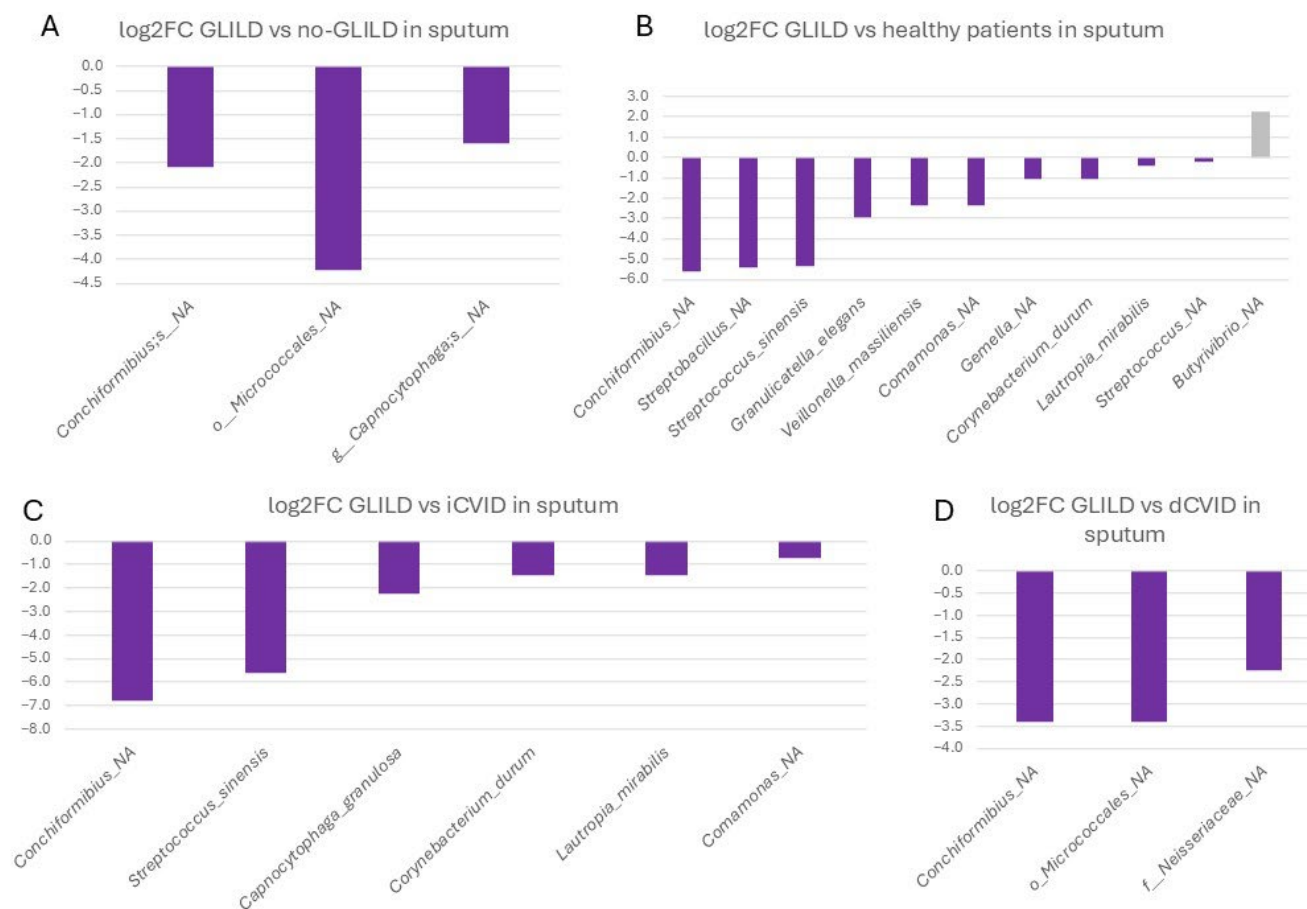 A
log2FC GLILD vs no-GLILD in sputum
0.0
−0.5
−1.0
−1.5
−2.0
−2.5
−3.0
−3.5
−4.0
−4.5
Conchiformibius;s__NA
o__Micrococcales_NA
g__Capnocytophaga;s__NA
B
log2FC GLILD vs healthy patients in sputum
3.0
2.0
1.0
0.0
−1.0
−2.0
−3.0
−4.0
−5.0
−6.0
Conchiformibius_NA
Streptobacillus_NA
Streptococcus_sinensis
Granulicatella_elegans
Veillonella_massiliensis
Comamonas_NA
Gemella_NA
Corynebacterium_durum
Lautropia_mirabilis
Streptococcus_NA
Butyrivibrio_NA
C
log2FC GLILD vs iCVID in sputum
0.0
−1.0
−2.0
−3.0
−4.0
−5.0
−6.0
−7.0
−8.0
Conchiformibius_NA
Streptococcus_sinensis
Capnocytophaga_granulosa
Corynebacterium_durum
Lautropia_mirabilis
Comamonas_NA
D
log2FC GLILD vs dCVID in
sputum
0.0
−0.5
−1.0
−1.5
−2.0
−2.5
−3.0
−3.5
−4.0
Conchiformibius_NA
o_Micrococcales_NA
f__Neisseriaceae_NA